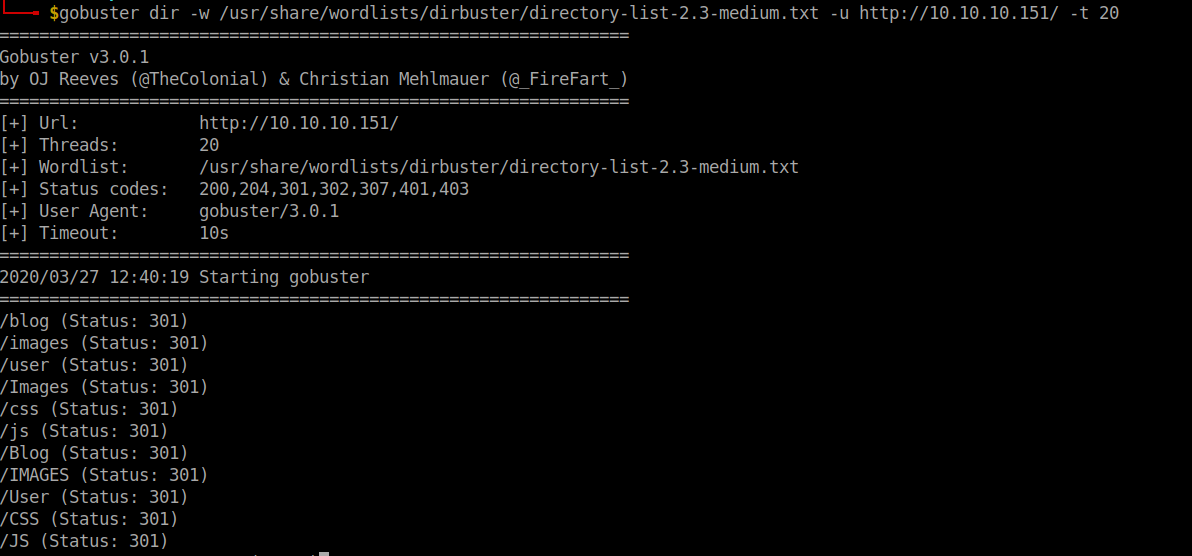 $gobuster dir -w /usr/share/wordlists/dirbuster/directory-list-2.3-medium.txt -u http://10.10.10.151/ -t 20
===============================================================
Gobuster v3.0.1
by OJ Reeves (@TheColonial) & Christian Mehlmauer (@_FireFart_)
===============================================================
[+] Url:            http://10.10.10.151/
[+] Threads:        20
[+] Wordlist:       /usr/share/wordlists/dirbuster/directory-list-2.3-medium.txt
[+] Status codes:   200,204,301,302,307,401,403
[+] User Agent:     gobuster/3.0.1
[+] Timeout:        10s
===============================================================
2020/03/27 12:40:19 Starting gobuster
===============================================================
/blog (Status: 301)
/images (Status: 301)
/user (Status: 301)
/Images (Status: 301)
/css (Status: 301)
/js (Status: 301)
/Blog (Status: 301)
/IMAGES (Status: 301)
/User (Status: 301)
/CSS (Status: 301)
/JS (Status: 301)